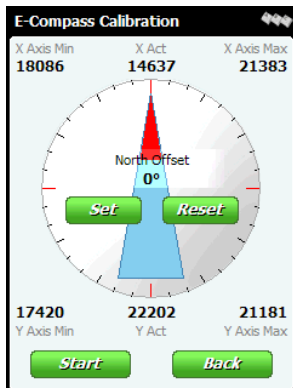 E-Compass Calibration
X Axis Min X Act X Axis Max
18086 14637 21383
North Offset
0°
Set Reset
17420 22202 21181
Y Axis Min Y Act Y Axis Max
Start Back